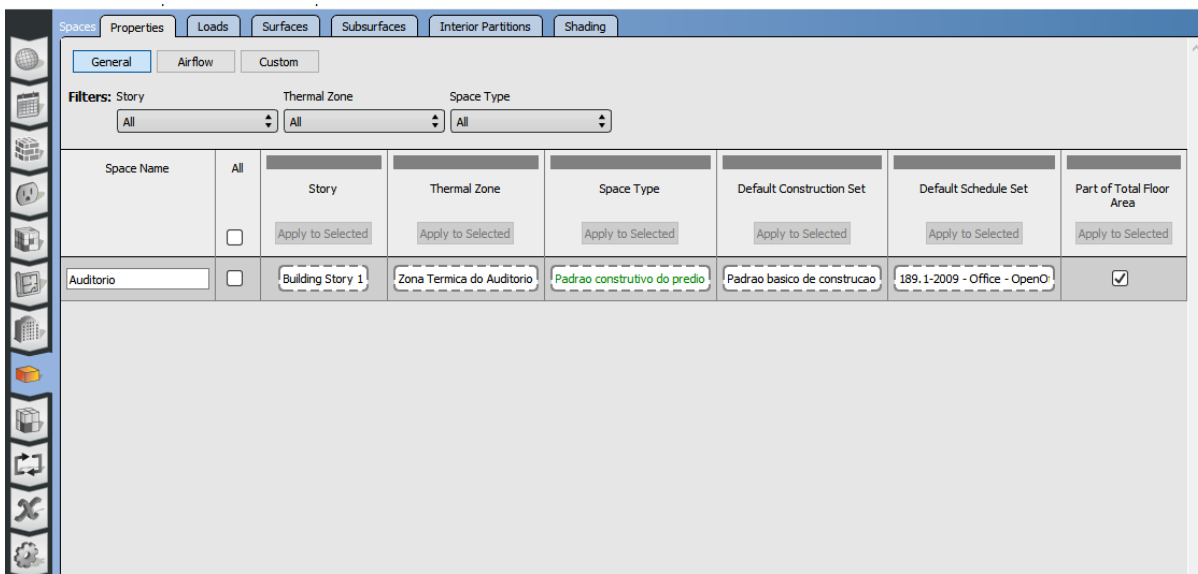 Spaces Properties Loads Surfaces Subsurfaces Interior Partitions Shading
General Airflow Custom
Filters: Story Thermal Zone Space Type
All All All
Space Name All Story Thermal Zone Space Type Default Construction Set Default Schedule Set Part of Total Floor
Area
Apply to Selected Apply to Selected Apply to Selected Apply to Selected Apply to Selected Apply to Selected
Auditorio Building Story 1 Zona Termica do Auditorio Padrao construtivo do predio Padrao basico de construcao 189.1-2009 - Office - OpenO